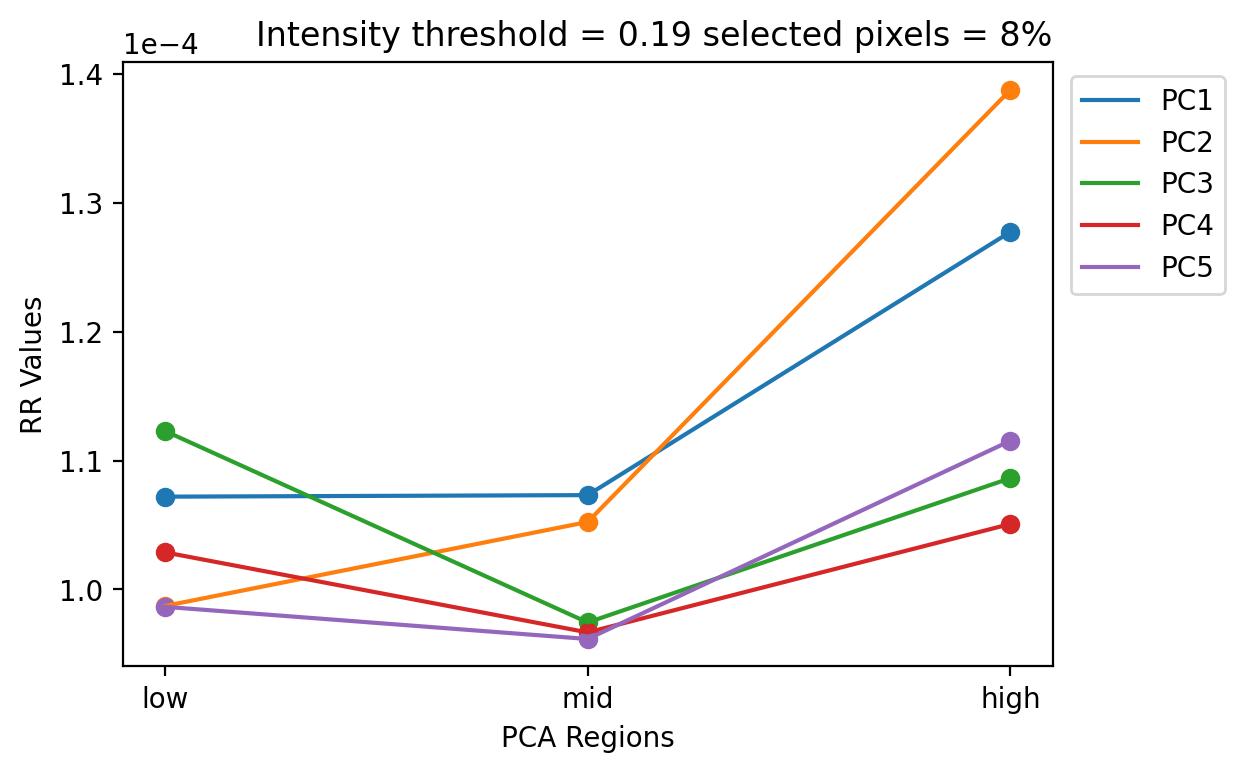 Intensity threshold = 0.19 selected pixels = 8%
1e−4
1.4
1.3
1.2
1.1
1.0
RR Values
low
mid
high
PCA Regions
PC1
PC2
PC3
PC4
PC5